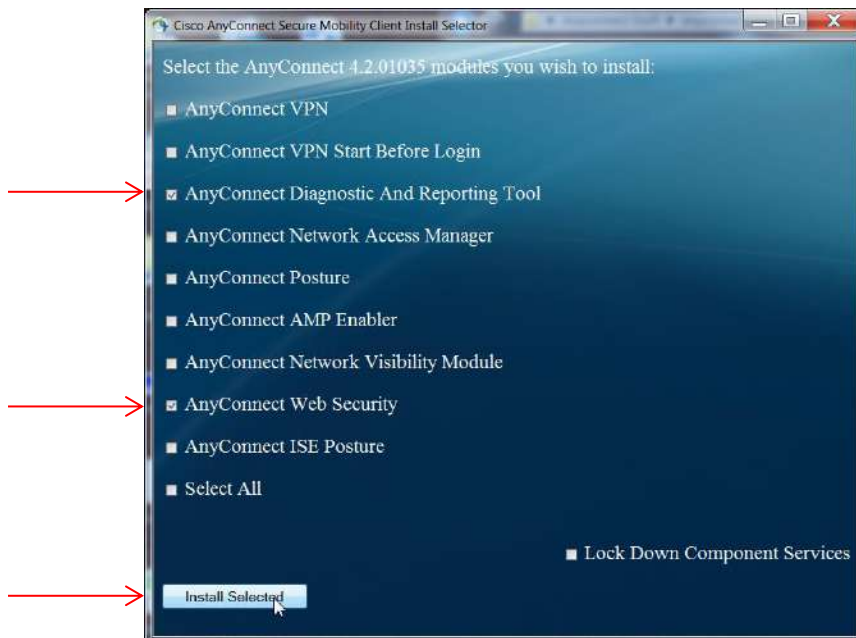 Cisco AnyConnect Secure Mobility Client Install Selector
Select the AnyConnect 4.2.01035 modules you wish to install:
AnyConnect VPN
AnyConnect VPN Start Before Login
AnyConnect Diagnostic And Reporting Tool
AnyConnect Network Access Manager
AnyConnect Posture
AnyConnect AMP Enabler
AnyConnect Network Visibility Module
AnyConnect Web Security
AnyConnect ISE Posture
Select All
Lock Down Component Services
Install Selected